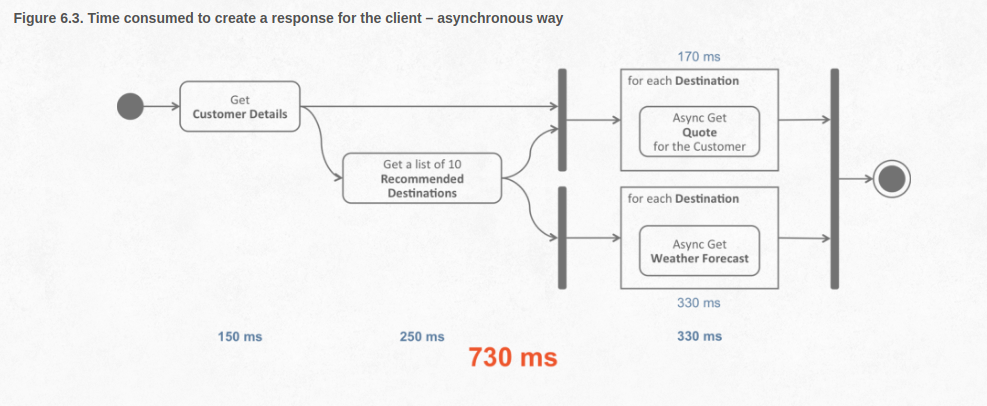 Figure 6.3. Time consumed to create a response for the client – asynchronous way
Get
Customer Details
Get a list of 10
Recommended
Destinations
170 ms
for each Destination
Async Get
Quote
for the Customer
for each Destination
Async Get
Weather Forecast
330 ms
150 ms
250 ms
330 ms
730 ms